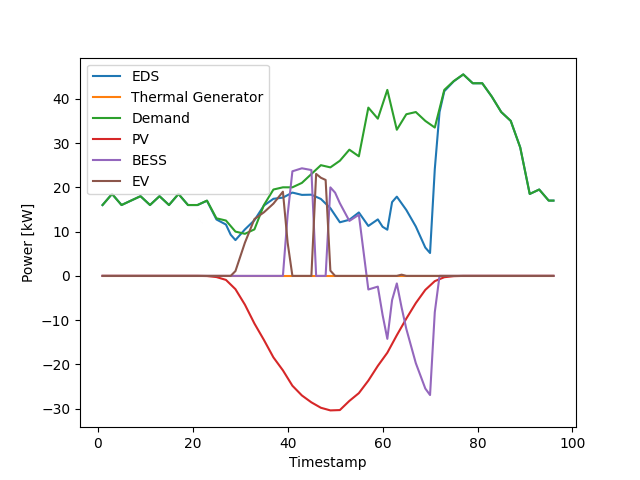 EDS
Thermal Generator
Demand
PV
BESS
EV
Power [kW]
40
30
20
10
0
−10
−20
−30
0 20 40 60 80 100
Timestamp